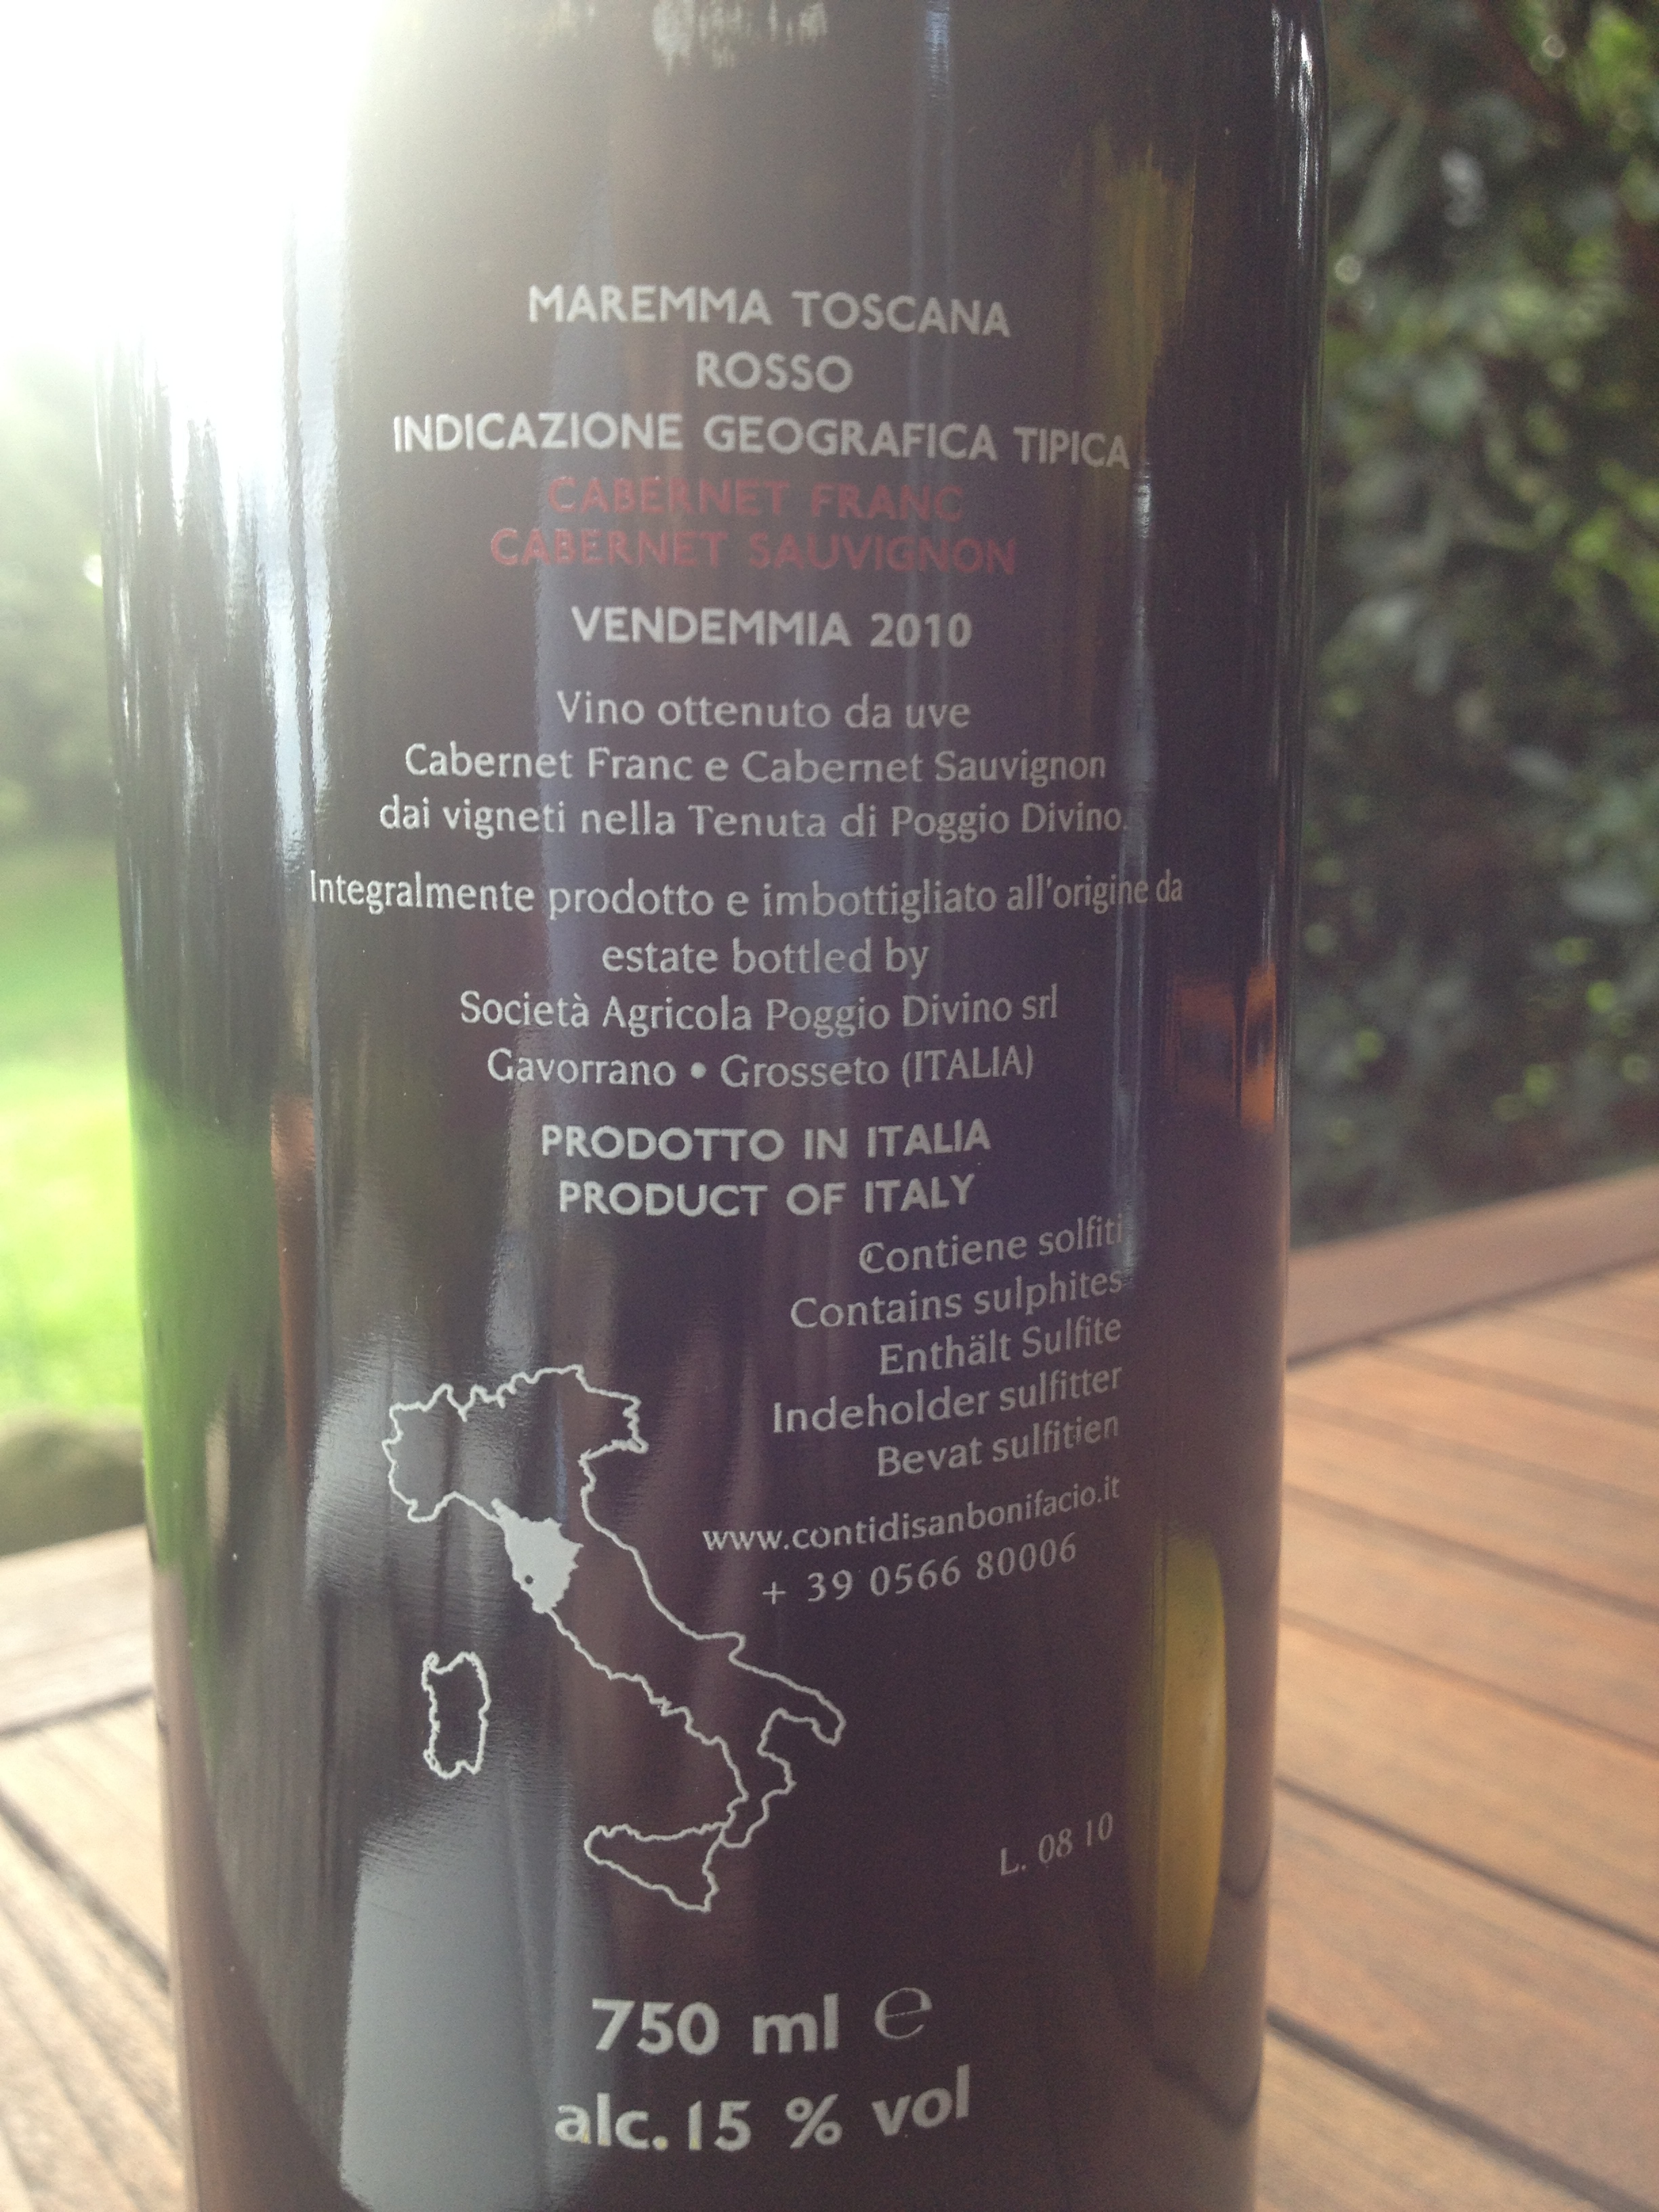 MAREMMA TOSCANA
ROSSO
INDICAZIONE GEOGRAFICA TIPICA
CABERNET FRANC
CABERNET SAUVIGNON
VENDEMMIA 2010
Vino ottenuto da uve
Cabernet Franc e Cabernet Sauvignon
dai vigneti nella Tenuta di Poggio Divino.
Integralmente prodotto e imbottigliato all'origine da
estate bottled by
Società Agricola Poggio Divino srl
Gavorrano • Grosseto (ITALIA)
PRODOTTO IN ITALIA
PRODUCT OF ITALY
Contiene solfiti
Contains sulphites
Enthält Sulfite
Indeholder sulfitter
Bevat sulfitien
www.contidisanbonifacio.it
+ 39 0566 80006
L. 08 10
750 ml e
alc. 15 % vol